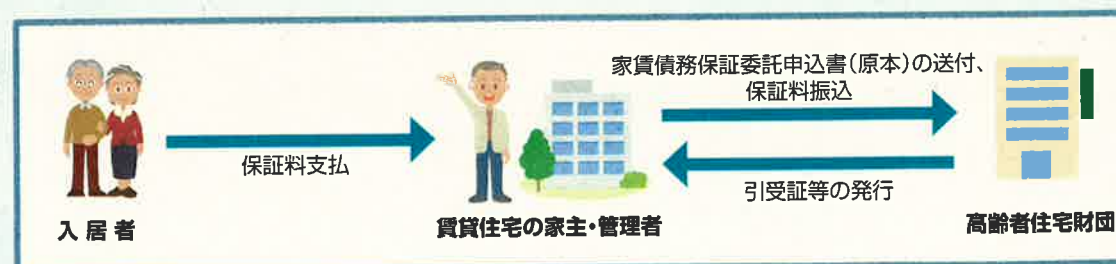 家賃債務保証委託申込書(原本)の送付、
保証料振込
保証料支払
引受証等の発行
入居者
賃貸住宅の家主・管理者
高齢者住宅財団